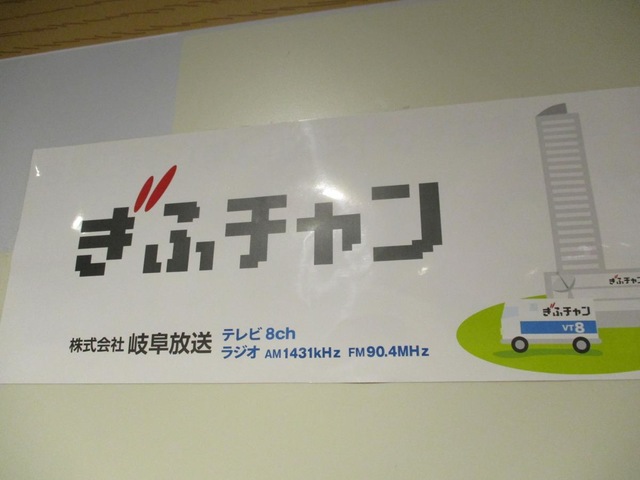 ぎふチャン
株式会社 岐阜放送
テレビ 8ch
ラジオ AM1431kHz FM90.4MHz
ぎふチャン
ぎふチャン
VT8